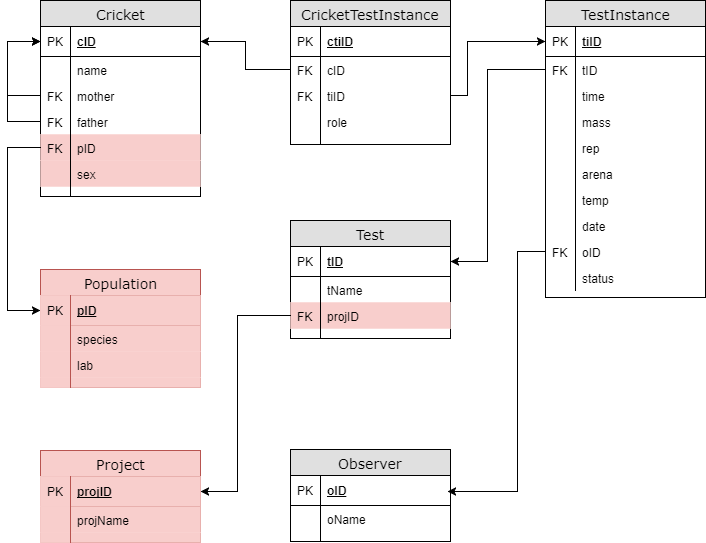 Cricket
PK cID
name
FK mother
FK father
FK pID
sex
CricketTestInstance
PK ctiID
FK cID
FK tiID
role
TestInstance
PK tiID
FK tID
time
mass
rep
arena
temp
date
FK oID
status
Test
PK tID
tName
FK projID
Population
PK pID
species
lab
Project
PK projID
projName
Observer
PK oID
oName